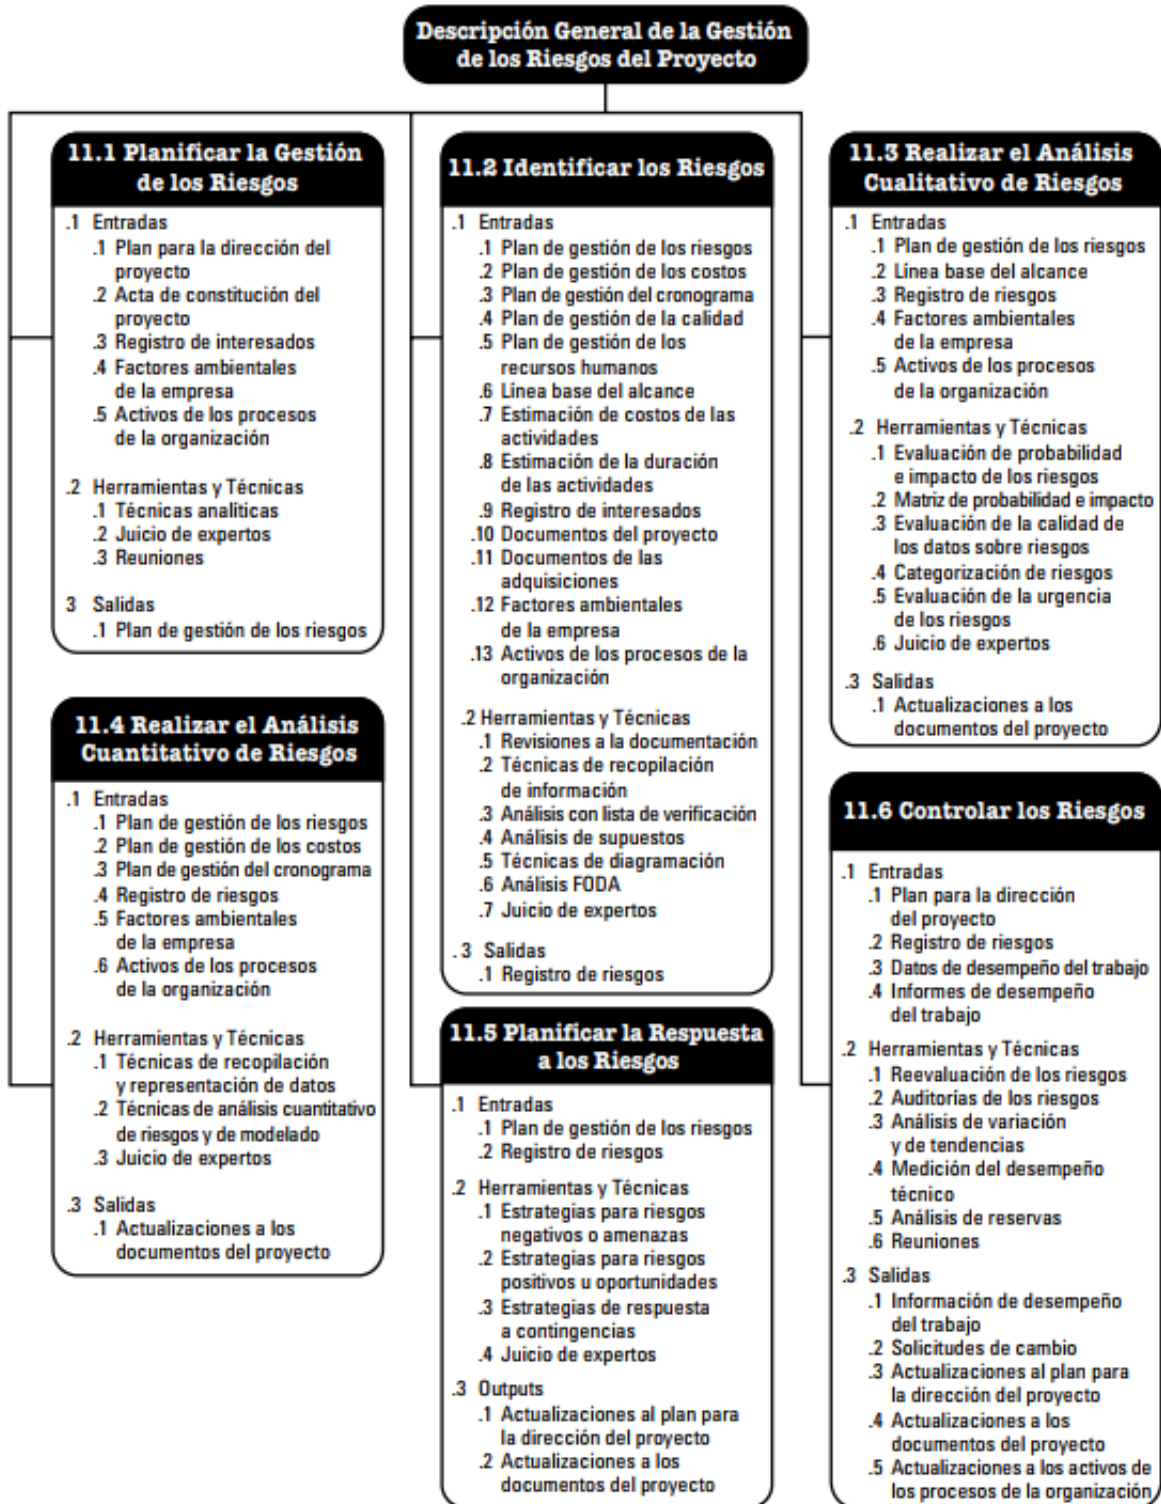 Descripción General de la Gestión
de los Riesgos del Proyecto
11.1 Planificar la Gestión
de los Riesgos
.1 Entradas
.1 Plan para la dirección del
proyecto
.2 Acta de constitución del
proyecto
.3 Registro de interesados
.4 Factores ambientales
de la empresa
.5 Activos de los procesos
de la organización
.2 Herramientas y Técnicas
.1 Técnicas analíticas
.2 Juicio de expertos
.3 Reuniones
3 Salidas
.1 Plan de gestión de los riesgos
11.2 Identificar los Riesgos
.1 Entradas
.1 Plan de gestión de los riesgos
.2 Plan de gestión de los costos
.3 Plan de gestión del cronograma
.4 Plan de gestión de la calidad
.5 Plan de gestión de los
recursos humanos
.6 Línea base del alcance
.7 Estimación de costos de las
actividades
.8 Estimación de la duración
de las actividades
.9 Registro de interesados
.10 Documentos del proyecto
.11 Documentos de las
adquisiciones
.12 Factores ambientales
de la empresa
.13 Activos de los procesos de la
organización
.2 Herramientas y Técnicas
.1 Revisiones a la documentación
.2 Técnicas de recopilación
de información
.3 Análisis con lista de verificación
.4 Análisis de supuestos
.5 Técnicas de diagramación
.6 Análisis FODA
.7 Juicio de expertos
.3 Salidas
.1 Registro de riesgos
11.3 Realizar el Análisis
Cualitativo de Riesgos
.1 Entradas
.1 Plan de gestión de los riesgos
.2 Línea base del alcance
.3 Registro de riesgos
.4 Factores ambientales
de la empresa
.5 Activos de los procesos
de la organización
.2 Herramientas y Técnicas
.1 Evaluación de probabilidad
e impacto de los riesgos
.2 Matriz de probabilidad e impacto
.3 Evaluación de la calidad de
los datos sobre riesgos
.4 Categorización de riesgos
.5 Evaluación de la urgencia
de los riesgos
.6 Juicio de expertos
.3 Salidas
.1 Actualizaciones a los
documentos del proyecto
11.4 Realizar el Análisis
Cuantitativo de Riesgos
.1 Entradas
.1 Plan de gestión de los riesgos
.2 Plan de gestión de los costos
.3 Plan de gestión del cronograma
.4 Registro de riesgos
.5 Factores ambientales
de la empresa
.6 Activos de los procesos
de la organización
.2 Herramientas y Técnicas
.1 Técnicas de recopilación
y representación de datos
.2 Técnicas de análisis cuantitativo
de riesgos y de modelado
.3 Juicio de expertos
.3 Salidas
.1 Actualizaciones a los
documentos del proyecto
11.5 Planificar la Respuesta
a los Riesgos
.1 Entradas
.1 Plan de gestión de los riesgos
.2 Registro de riesgos
.2 Herramientas y Técnicas
.1 Estrategias para riesgos
negativos o amenazas
.2 Estrategias para riesgos
positivos u oportunidades
.3 Estrategias de respuesta
a contingencias
.4 Juicio de expertos
.3 Outputs
.1 Actualizaciones al plan para
la dirección del proyecto
.2 Actualizaciones a los
documentos del proyecto
11.6 Controlar los Riesgos
.1 Entradas
.1 Plan para la dirección
del proyecto
.2 Registro de riesgos
.3 Datos de desempeño del trabajo
.4 Informes de desempeño
del trabajo
.2 Herramientas y Técnicas
.1 Reevaluación de los riesgos
.2 Auditorías de los riesgos
.3 Análisis de variación
y de tendencias
.4 Medición del desempeño
técnico
.5 Análisis de reservas
.6 Reuniones
.3 Salidas
.1 Información de desempeño
del trabajo
.2 Solicitudes de cambio
.3 Actualizaciones al plan para
la dirección del proyecto
.4 Actualizaciones a los
documentos del proyecto
.5 Actualizaciones a los activos de
los procesos de la organización